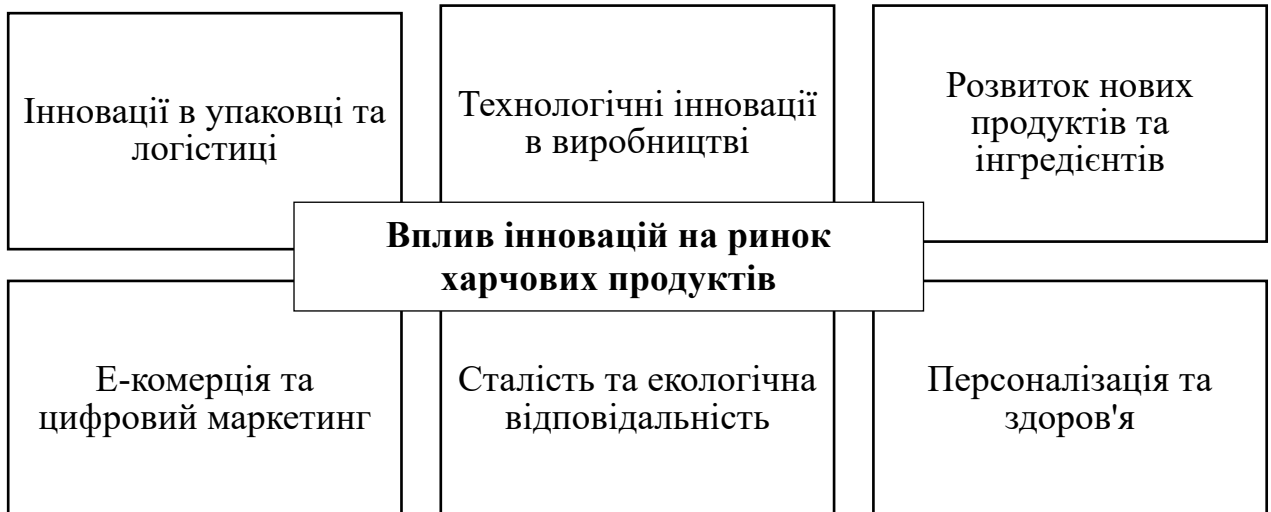 Інновації в упаковці та
логістиці
Технологічні інновації
в виробництві
Розвиток нових
продуктів та
інгредієнтів
Вплив інновацій на ринок
харчових продуктів
Е-комерція та
цифровий маркетинг
Сталість та екологічна
відповідальність
Персоналізація та
здоров'я